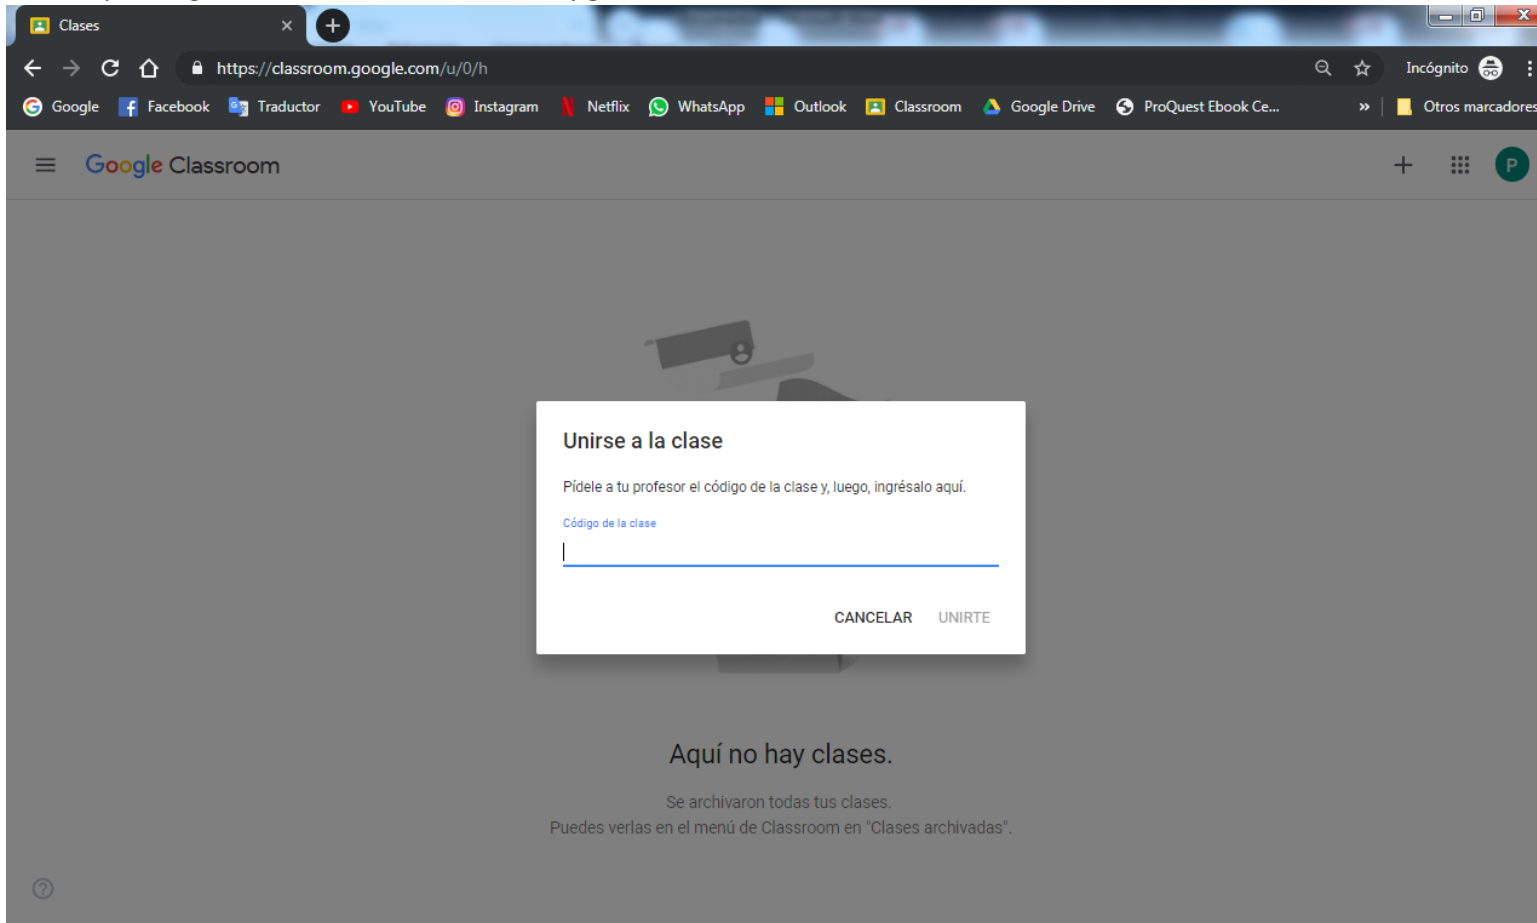 Clases
https://classroom.google.com/u/0/h
Incógnito
Google Facebook Traductor YouTube Instagram Netflix WhatsApp Outlook Classroom Google Drive ProQuest Ebook Ce... » Otros marcadores
Google Classroom
P
Unirse a la clase
Pídele a tu profesor el código de la clase y, luego, ingrésalo aquí.
Código de la clase
CANCELAR UNIRTE
Aquí no hay clases.
Se archivaron todas tus clases.
Puedes verlas en el menú de Classroom en "Clases archivadas".